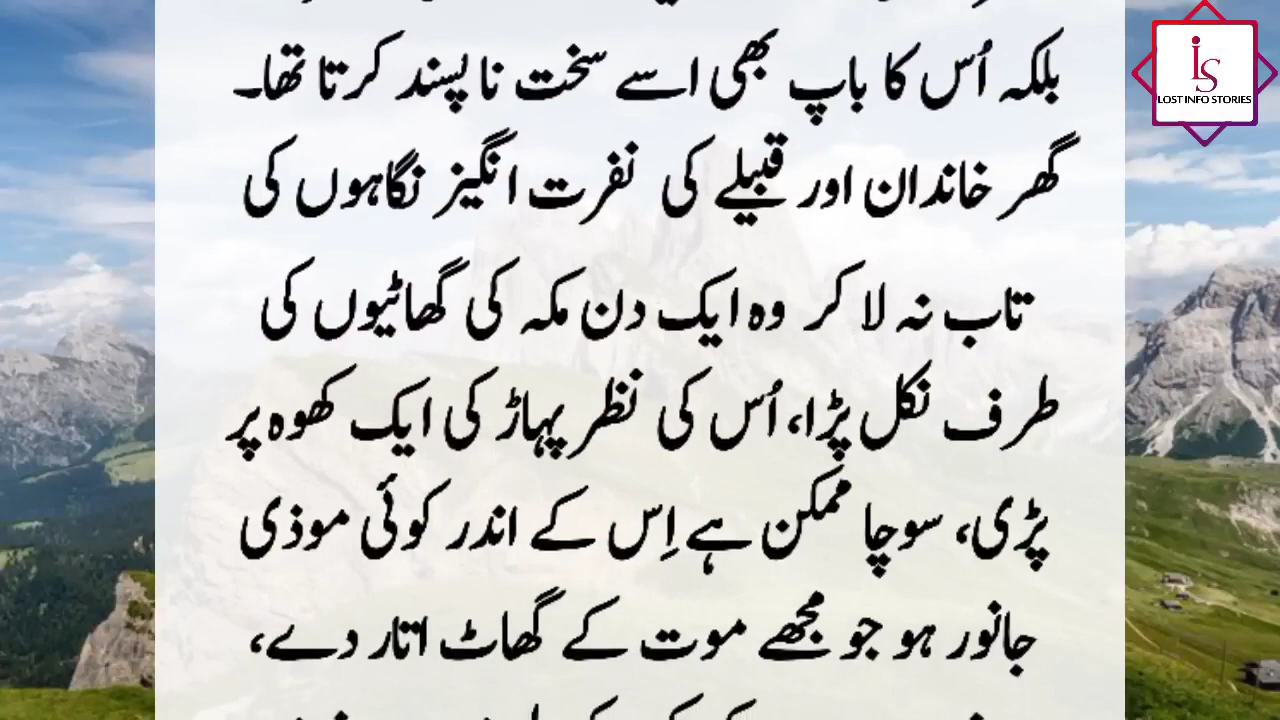 بلکہ اُس کا باپ بھی اسے سخت ناپسند کرتا تھا۔
گھر خاندان اور قبیلے کی نفرت انگیز نگاہوں کی
تاب نہ لا کر وہ ایک دن مکہ کی گھاٹیوں کی
طرف نکل پڑا، اُس کی نظر پہاڑ کی ایک کھوہ پر
پڑی، سوچا ممکن ہے اِس کے اندر کوئی موذی
جانور ہو جو مجھے موت کے گھاٹ اتار دے،
iS
LOST INFO STORIES